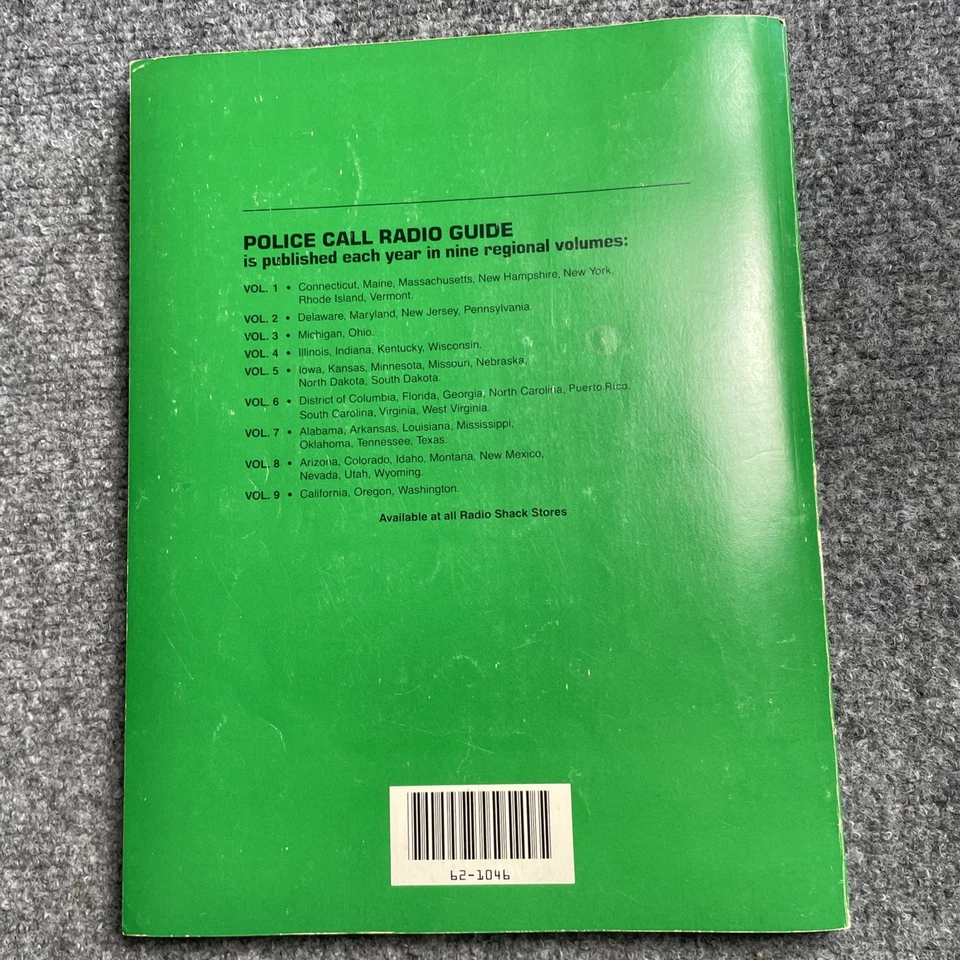 POLICE CALL RADIO GUIDE
is published each year in nine regional volumes:
VOL. 1 • Connecticut, Maine, Massachusetts, New Hampshire, New York,
Rhode Island, Vermont.
VOL. 2 • Delaware, Maryland, New Jersey, Pennsylvania.
VOL. 3 • Michigan, Ohio.
VOL. 4 • Illinois, Indiana, Kentucky, Wisconsin.
VOL. 5 • Iowa, Kansas, Minnesota, Missouri, Nebraska,
North Dakota, South Dakota.
VOL. 6 • District of Columbia, Florida, Georgia, North Carolina, Puerto Rico,
South Carolina, Virginia, West Virginia.
VOL. 7 • Alabama, Arkansas, Louisiana, Mississippi,
Oklahoma, Tennessee, Texas.
VOL. 8 • Arizona, Colorado, Idaho, Montana, New Mexico,
Nevada, Utah, Wyoming.
VOL. 9 • California, Oregon, Washington.
Available at all Radio Shack Stores
62-1046